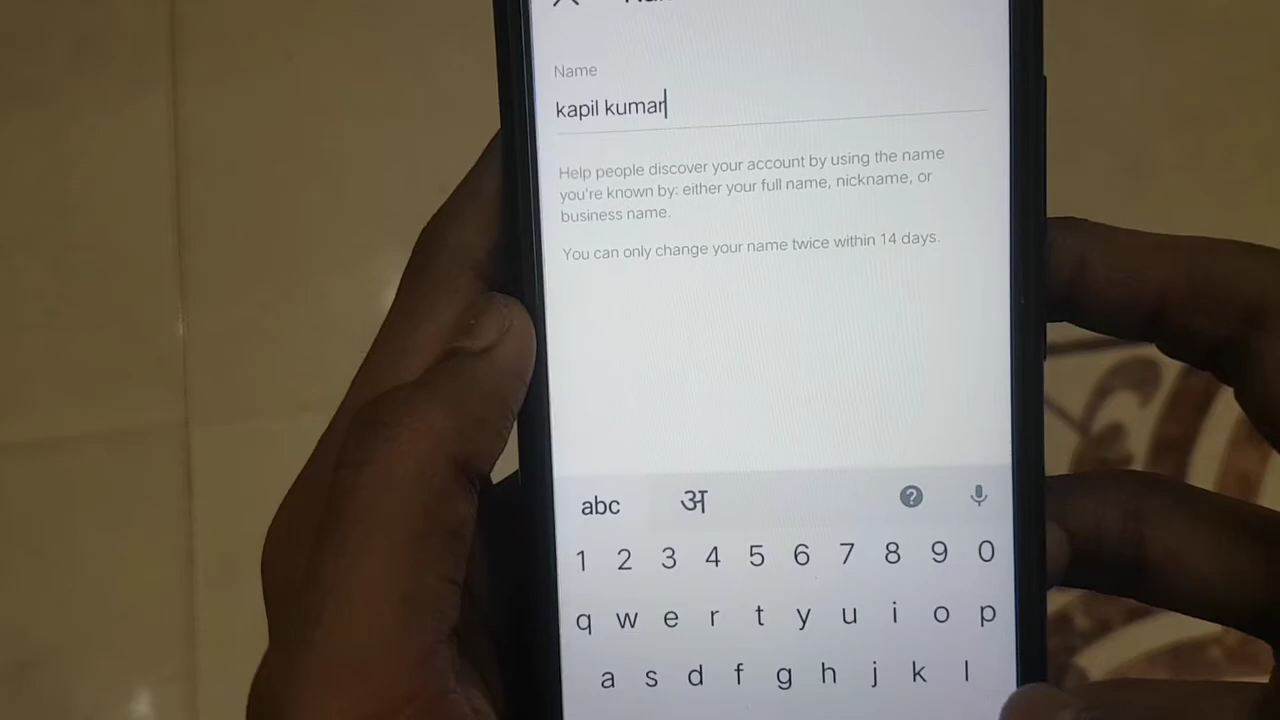 Name
kapil kumar
Help people discover your account by using the name
you're known by: either your full name, nickname, or
business name.
You can only change your name twice within 14 days.
abc अ
1 2 3 4 5 6 7 8 9 0
q w e r t y u i o p
a s d f g h j k l